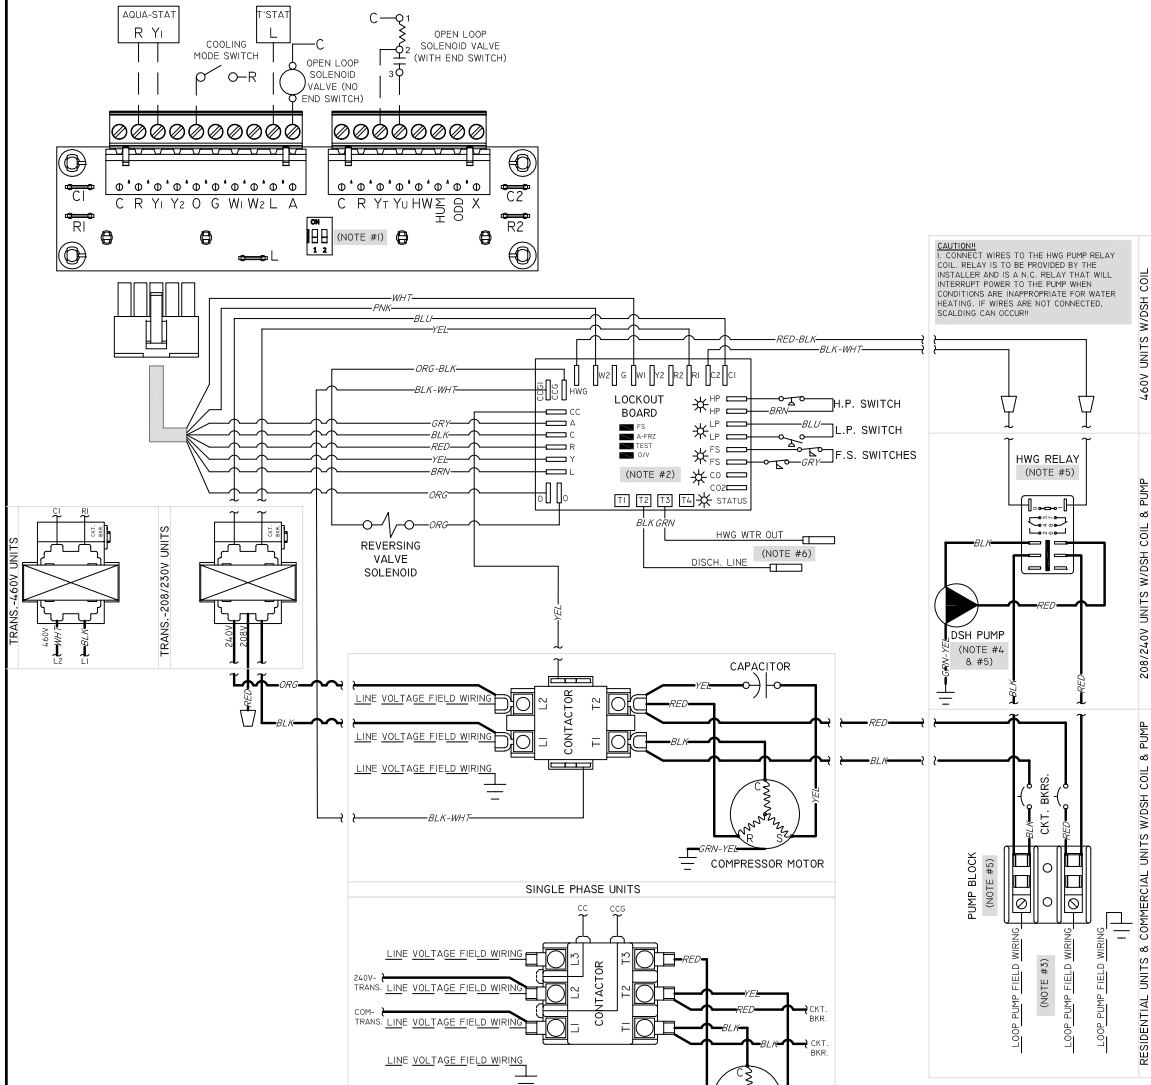 AQUA-STAT
R Y1
COOLING
MODE SWITCH
R
T'STAT
L
C
OPEN LOOP
SOLENOID
VALVE (NO
END SWITCH)
C
1
2
3
OPEN LOOP
SOLENOID VALVE
(WITH END SWITCH)
C R Y1 Y2 O G W1 W2 L A
C R YT YU HW HUM ODD X
C1
R1
C2
R2
L
ON
1 2
(NOTE #1)
CAUTION!!
1. CONNECT WIRES TO THE HWG PUMP RELAY
COIL. RELAY IS TO BE PROVIDED BY THE
INSTALLER AND IS A N.C. RELAY THAT WILL
INTERRUPT POWER TO THE PUMP WHEN
CONDITIONS ARE INAPPROPRIATE FOR WATER
HEATING. IF WIRES ARE NOT CONNECTED,
SCALDING CAN OCCUR!!
460V UNITS W/DSH COIL
WHT
PNK
BLU
YEL
RED-BLK
BLK-WHT
ORG-BLK
BLK-WHT
GRY
BLK
RED
YEL
BRN
ORG
CCG1
CCG
HWG
W2
G
W1
Y2
R2
R1
C2
C1
CC
A
C
R
Y
L
O
O
LOCKOUT
BOARD
FS
A-FRZ
TEST
O/V
(NOTE #2)
HP
HP
LP
LP
FS
FS
CO
CO2
STATUS
T1 T2 T3 T4
BRN
H.P. SWITCH
BLU
L.P. SWITCH
GRY
F.S. SWITCHES
BLK GRN
HWG WTR OUT
(NOTE #6)
DISCH. LINE
ORG
REVERSING
VALVE
SOLENOID
YEL
HWG RELAY
(NOTE #5)
BLK
RED
DSH PUMP
(NOTE #4
& #5)
GRN-YEL
BLK
RED
208/240V UNITS W/DSH COIL & PUMP
TRANS.-460V UNITS
C1
R1
CKT.
BKR.
460V
WHT
BLK
L2
L1
TRANS.-208/230V UNITS
CKT.
BKR.
240V
208V
RED
ORG
BLK
LINE VOLTAGE FIELD WIRING
LINE VOLTAGE FIELD WIRING
LINE VOLTAGE FIELD WIRING
L2
L1
CONTACTOR
T2
T1
CAPACITOR
YEL
RED
BLK
YEL
C
R
S
GRN-YEL
COMPRESSOR MOTOR
BLK-WHT
RED
BLK
SINGLE PHASE UNITS
CKT. BKRS.
BLK
RED
PUMP BLOCK
(NOTE #5)
LOOP PUMP FIELD WIRING
(NOTE #3)
LOOP PUMP FIELD WIRING
LOOP PUMP FIELD WIRING
RESIDENTIAL UNITS & COMMERCIAL UNITS W/DSH COIL & PUMP
CC
CCG
LINE VOLTAGE FIELD WIRING
240V-
TRANS.
LINE VOLTAGE FIELD WIRING
COM-
TRANS.
LINE VOLTAGE FIELD WIRING
LINE VOLTAGE FIELD WIRING
L3
L2
L1
CONTACTOR
T3
T2
T1
RED
YEL
RED
CKT.
BKR.
BLK
BLK
CKT.
BKR.
C